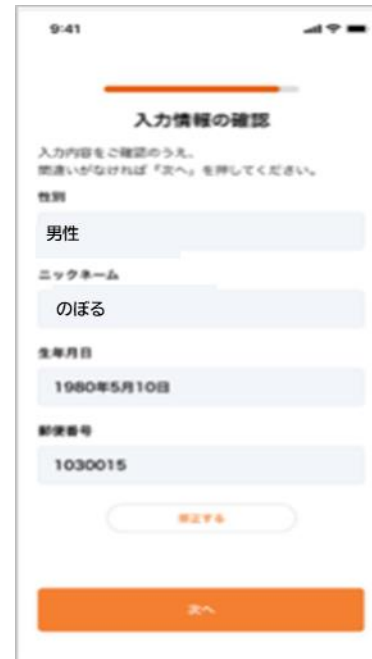 9:41
入力情報の確認
入力内容をご確認のうえ、
間違いがなければ「次へ」を押してください。
性別
男性
ニックネーム
のぼる
生年月日
1980年5月10日
郵便番号
1030015
修正する
次へ